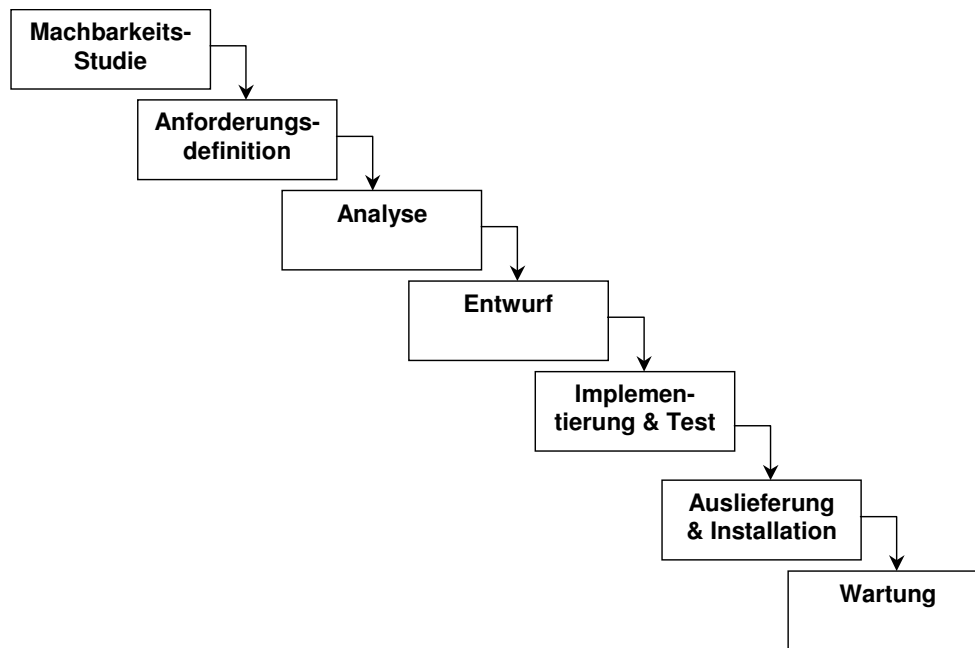 Machbarkeits-
Studie
Anforderungs-
definition
Analyse
Entwurf
Implemen-
tierung & Test
Auslieferung
& Installation
Wartung